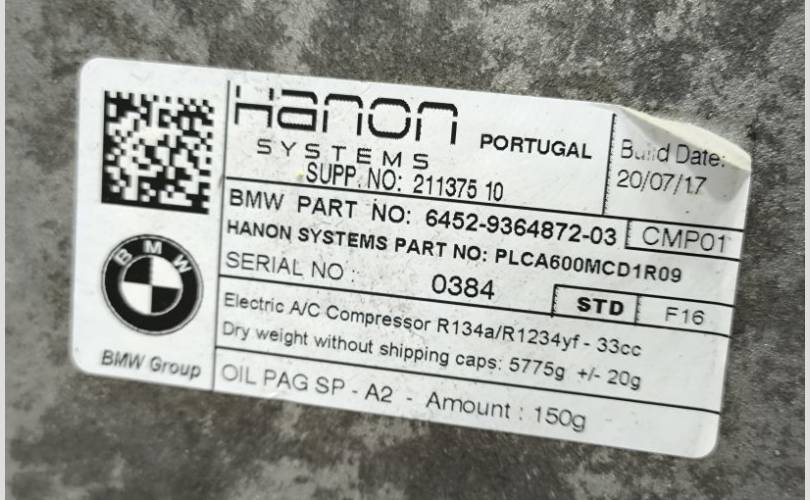 Hanon
SYSTEMS
PORTUGAL
SUPP. NO: 211375 10
Build Date:
20/07/17
BMW PART NO: 6452-9364872-03
CMP01
HANON SYSTEMS PART NO: PLCA600MCD1R09
SERIAL NO : 0384
STD
F16
Electric A/C Compressor R134a/R1234yf - 33cc
Dry weight without shipping caps: 5775g +/- 20g
OIL PAG SP - A2 - Amount : 150g
BMW
BMW Group